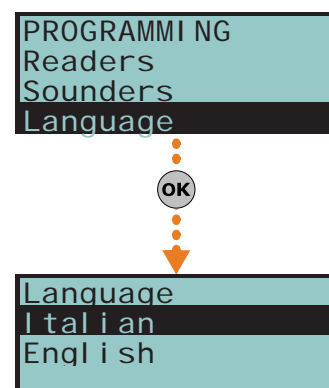 PROGRAMMING
Readers
Sounders
Language
OK
Language
Italian
English